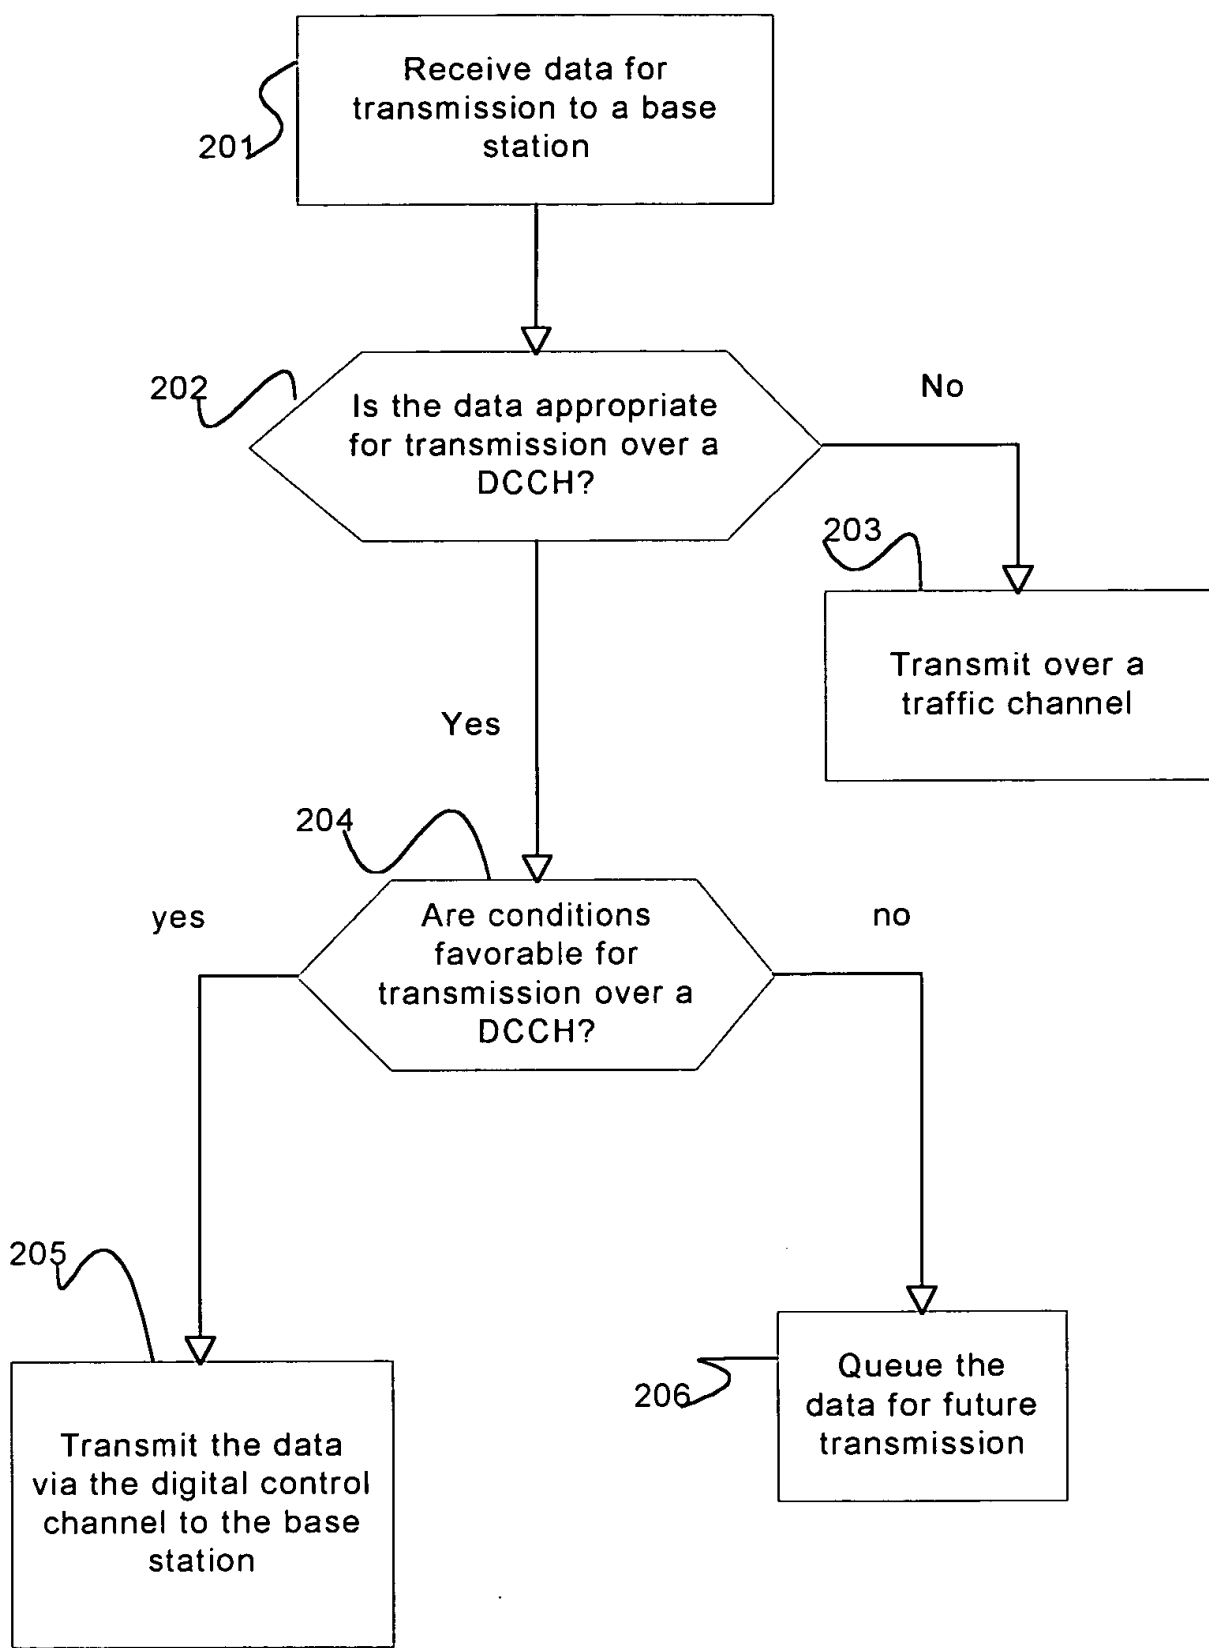 Receive data for
transmission to a base
station
201
202
Is the data appropriate
for transmission over a
DCCH?
No
203
Transmit over a
traffic channel
Yes
204
yes
Are conditions
favorable for
transmission over a
DCCH?
no
205
Transmit the data
via the digital control
channel to the base
station
206
Queue the
data for future
transmission